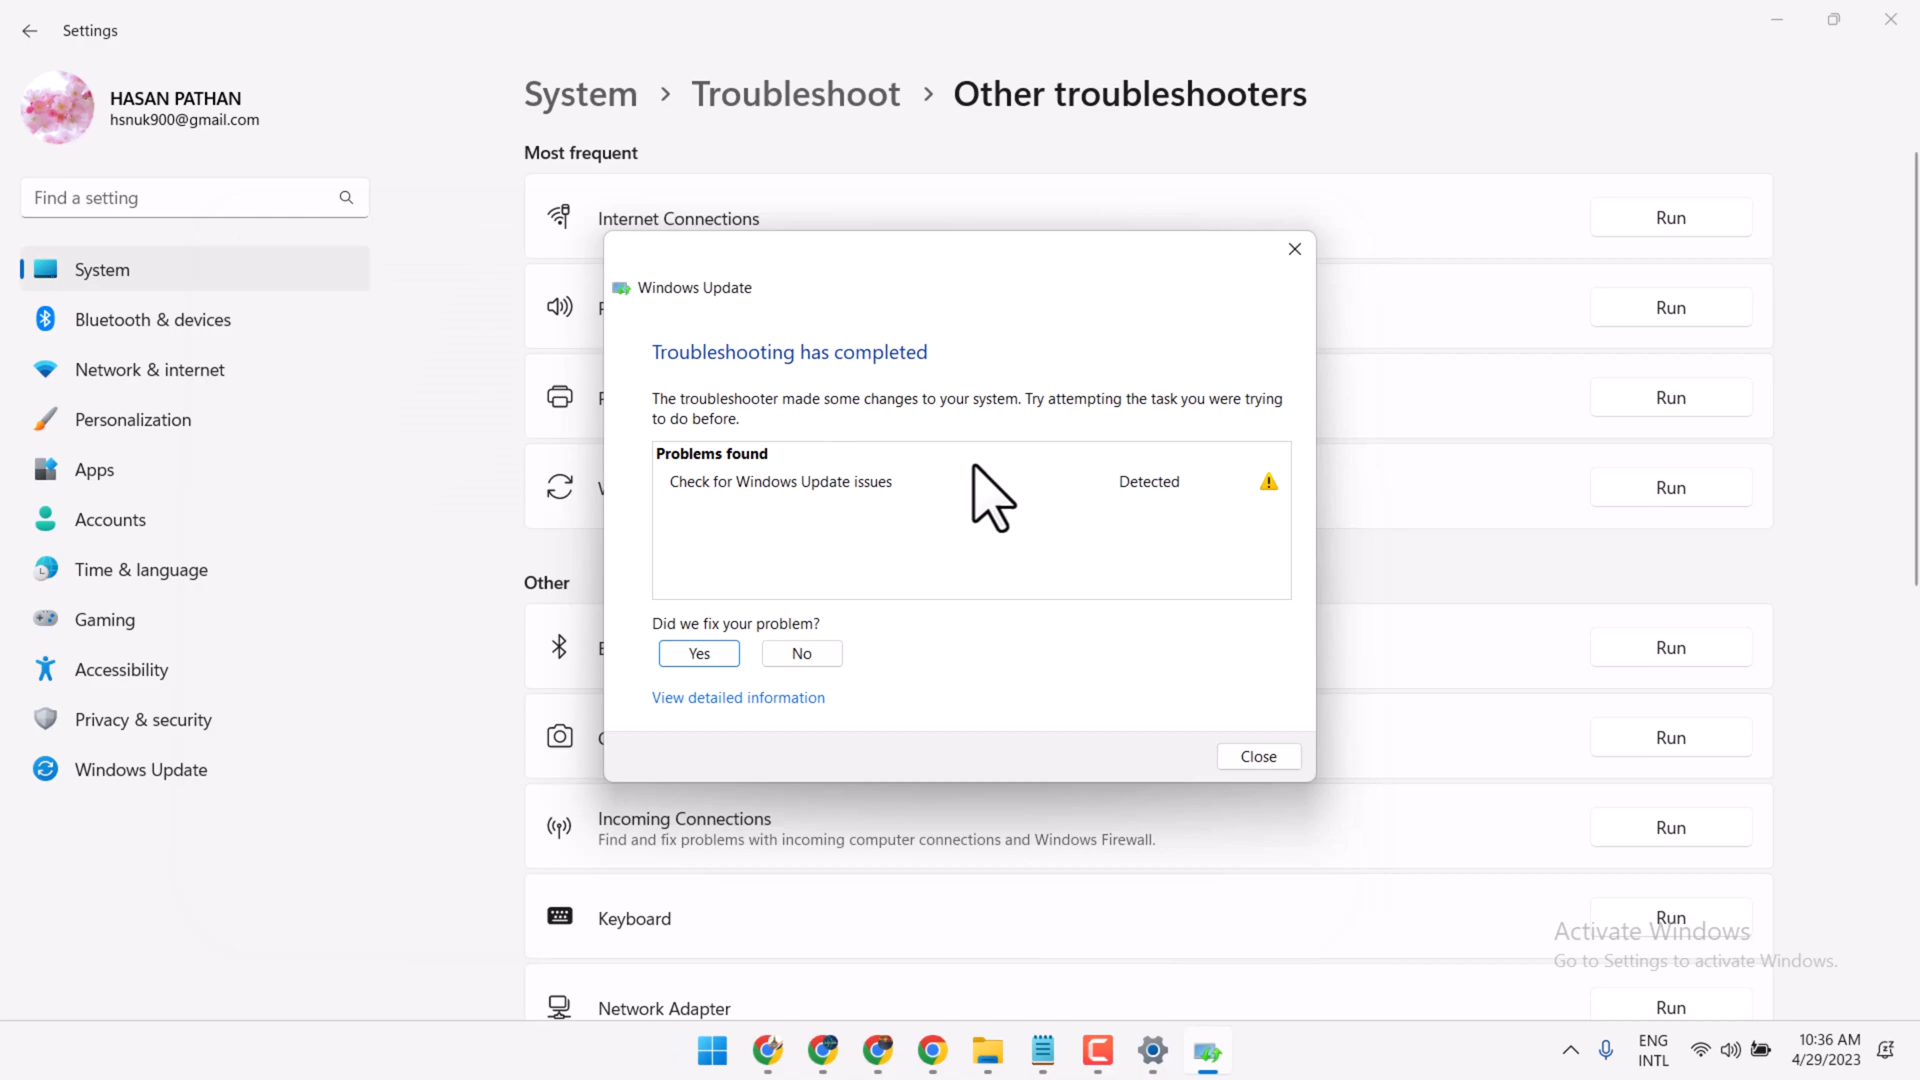 Settings
HASAN PATHAN
hsnuk900@gmail.com
Find a setting
System
Bluetooth & devices
Network & internet
Personalization
Apps
Accounts
Time & language
Gaming
Accessibility
Privacy & security
Windows Update
System > Troubleshoot > Other troubleshooters
Most frequent
Internet Connections
Run
Run
Run
Run
Windows Update
Troubleshooting has completed
The troubleshooter made some changes to your system. Try attempting the task you were trying
to do before.
Problems found
Check for Windows Update issues Detected
Did we fix your problem?
Yes No
View detailed information
Close
Other
Run
Run
Incoming Connections
Find and fix problems with incoming computer connections and Windows Firewall.
Run
Keyboard
Run
Network Adapter
Run
Activate Windows
Go to Settings to activate Windows.
ENG
INTL
10:36 AM
4/29/2023